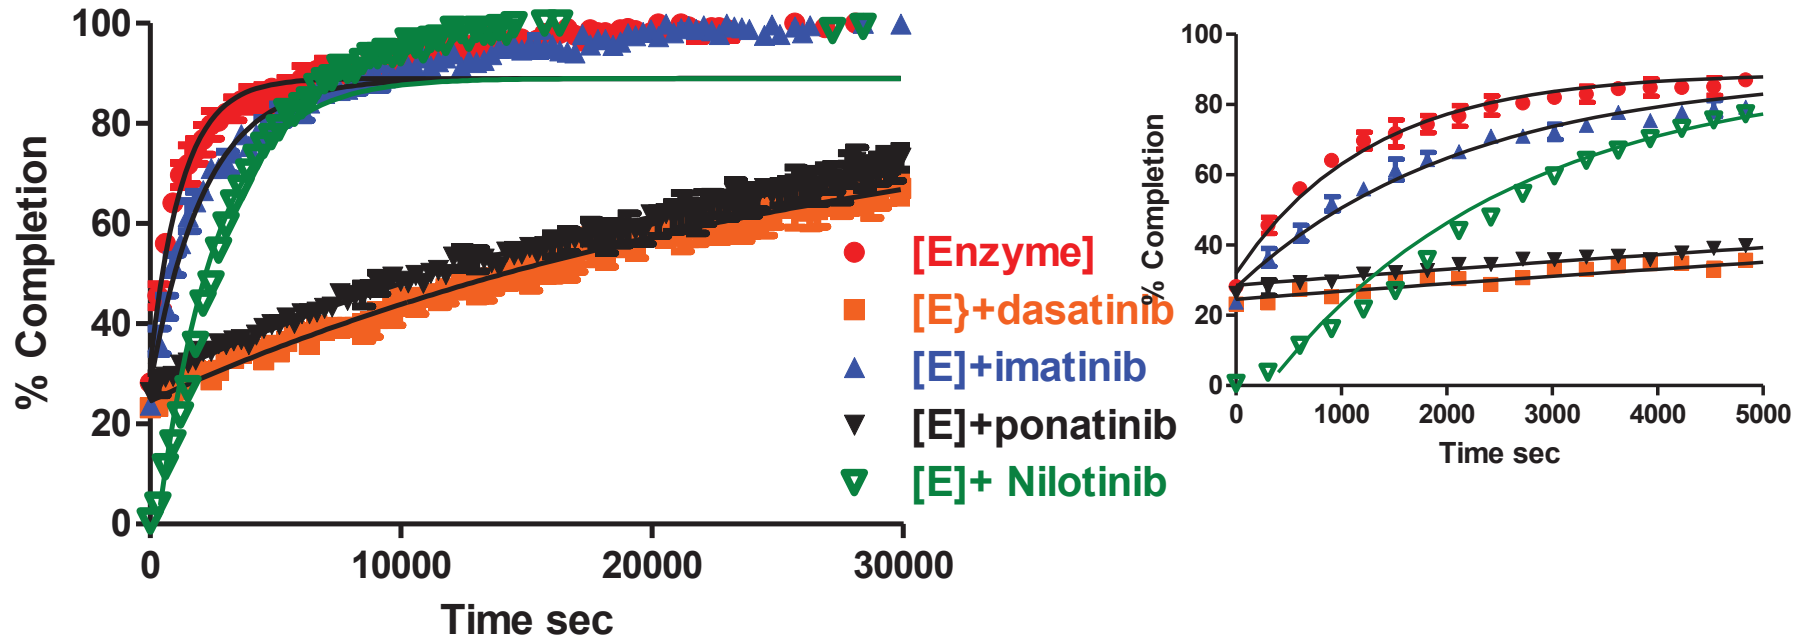 100
80
60
40
20
0
% Completion
0 10000 20000 30000
Time sec
[Enzyme]
[E}+dasatinib
[E]+imatinib
[E]+ponatinib
[E]+ Nilotinib
100
80
60
40
20
0
% Completion
0 1000 2000 3000 4000 5000
Time sec